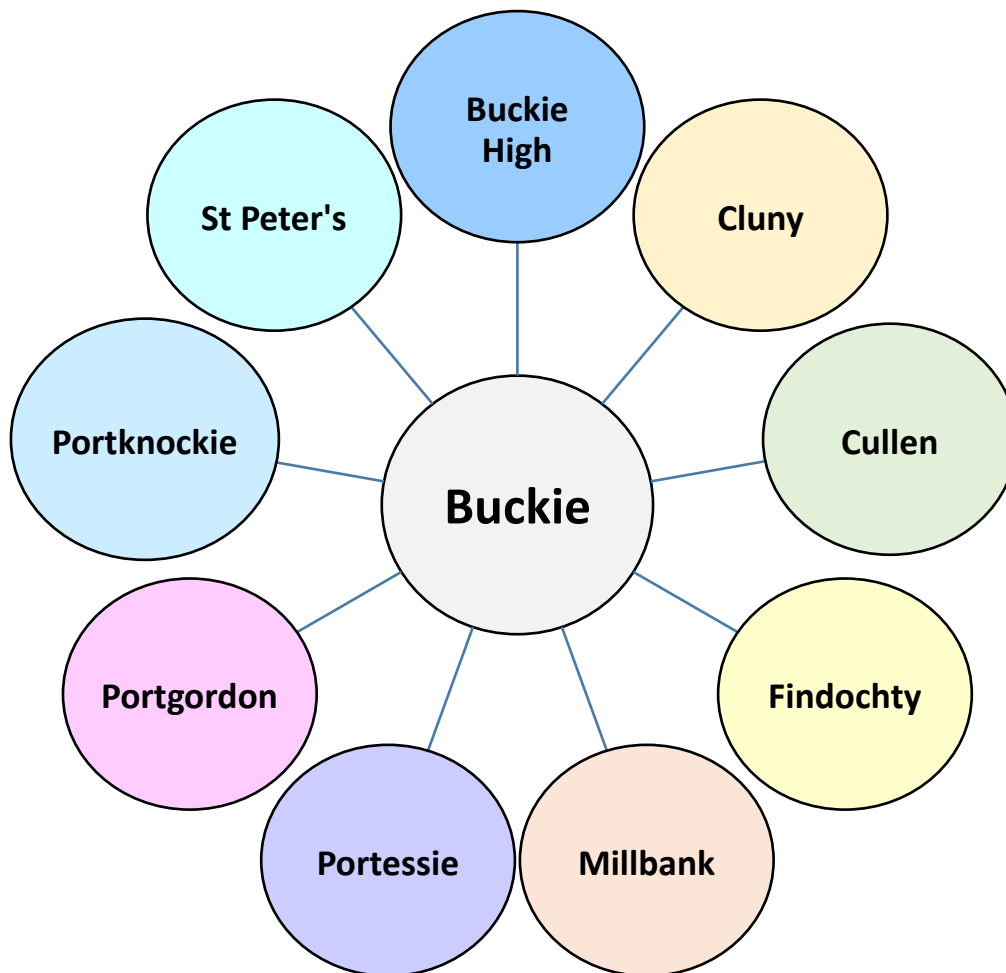 Buckie
High
Cluny
St Peter's
Cullen
Portknockie
Buckie
Findochty
Portgordon
Millbank
Portessie